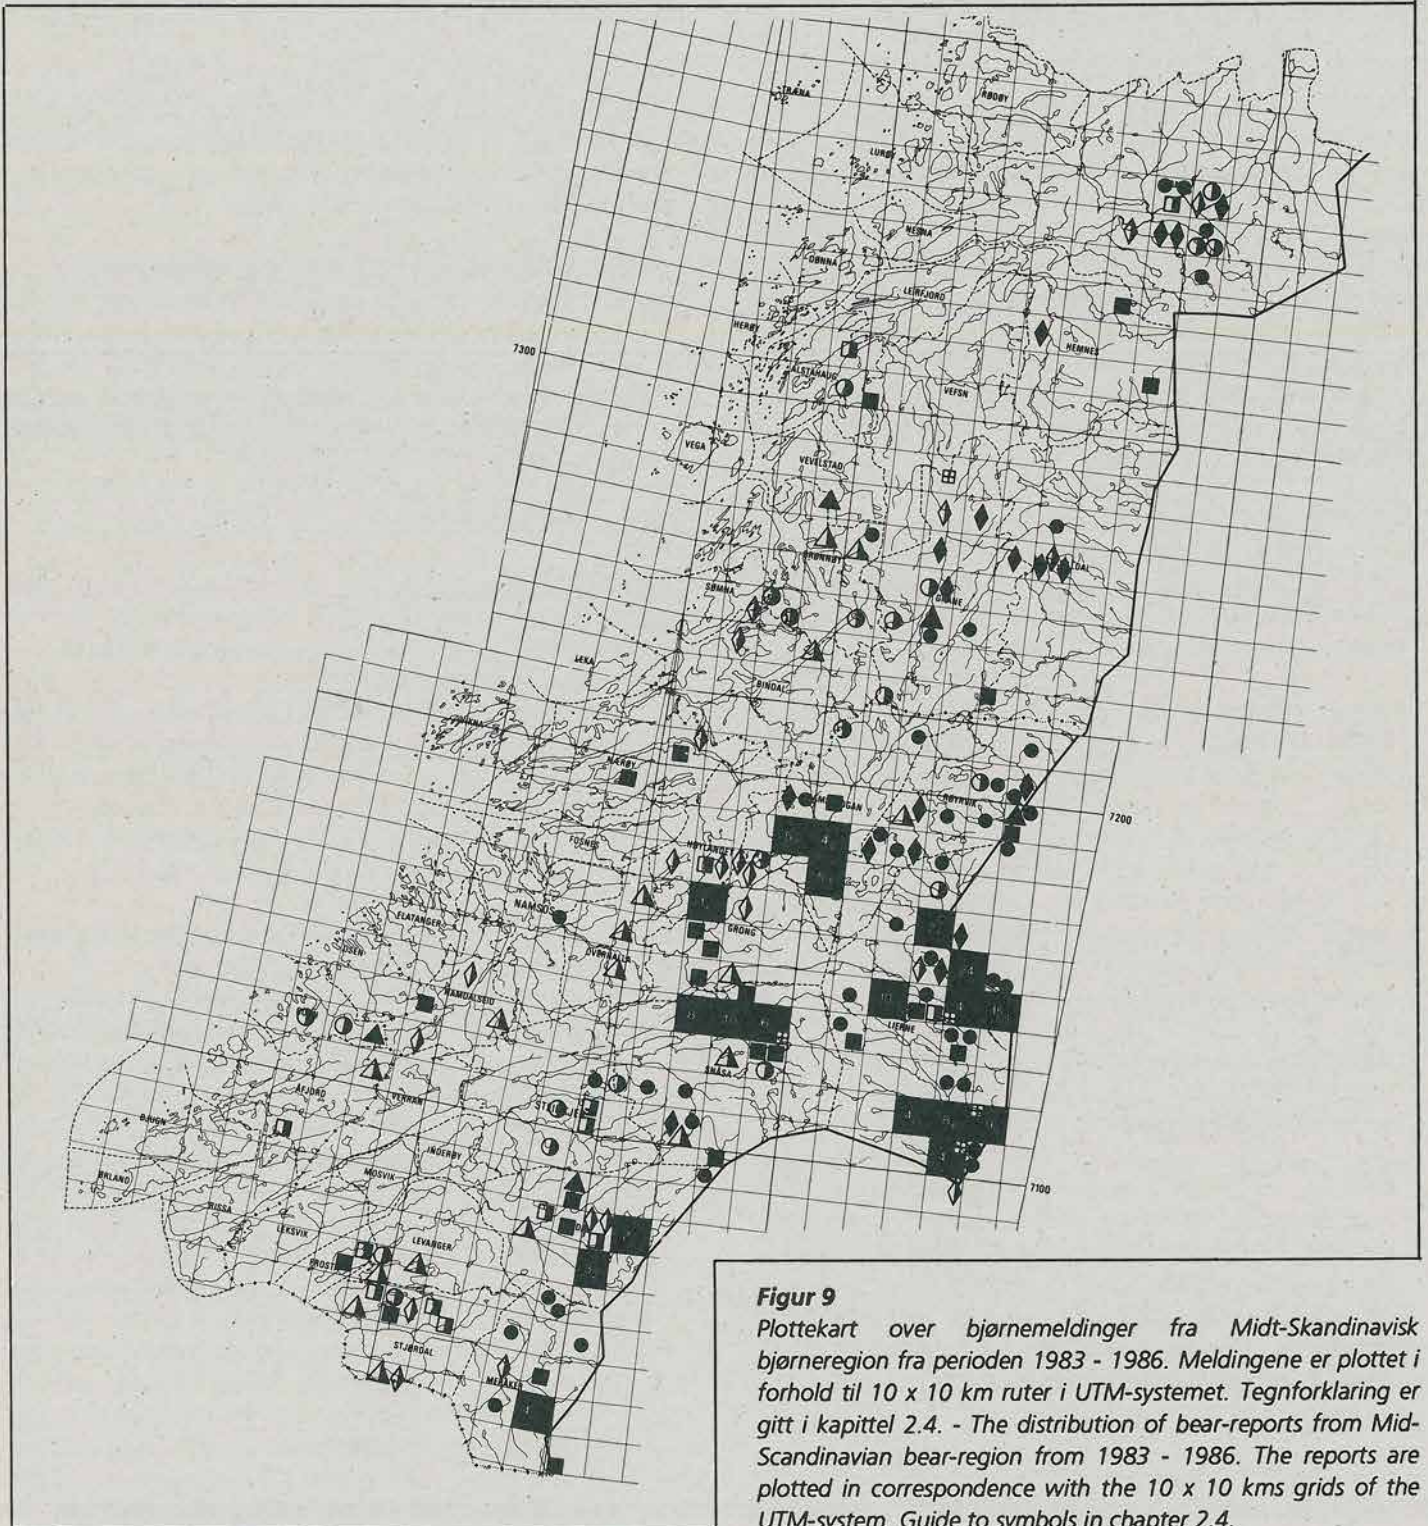 TRÆNA
RØDØY
LURØY
NESNA
DØNNA
LEIRFJORD
HERØY
7300
HEMNES
ALSTAHAUG
VEFSN
VEGA
VEVELSTAD
BRØNNØY
SØMNA
GRANE
LEKA
BINDAL
NÆRØY
RØYRVIK
7200
FOSNES
HØYLANDET
NAMSOS
FLATANGER
GRONG
OVERHALLA
OSEN
NAMDALSEID
LIERNE
SNÅSA
ÅFJORD
VERRAN
BJUGN
INDERØY
ØRLAND
MOSVIK
7100
RISSA
LEKSVIK
LEVANGER
STJØRDAL
MERÅKER
Figur 9
Plottekart over bjørnemeldinger fra Midt-Skandinavisk
bjørneregion fra perioden 1983 - 1986. Meldingene er plottet i
forhold til 10 x 10 km ruter i UTM-systemet. Tegnforklaring er
gitt i kapittel 2.4. - The distribution of bear-reports from Mid-
Scandinavian bear-region from 1983 - 1986. The reports are
plotted in correspondence with the 10 x 10 kms grids of the
UTM-system. Guide to symbols in chapter 2.4.